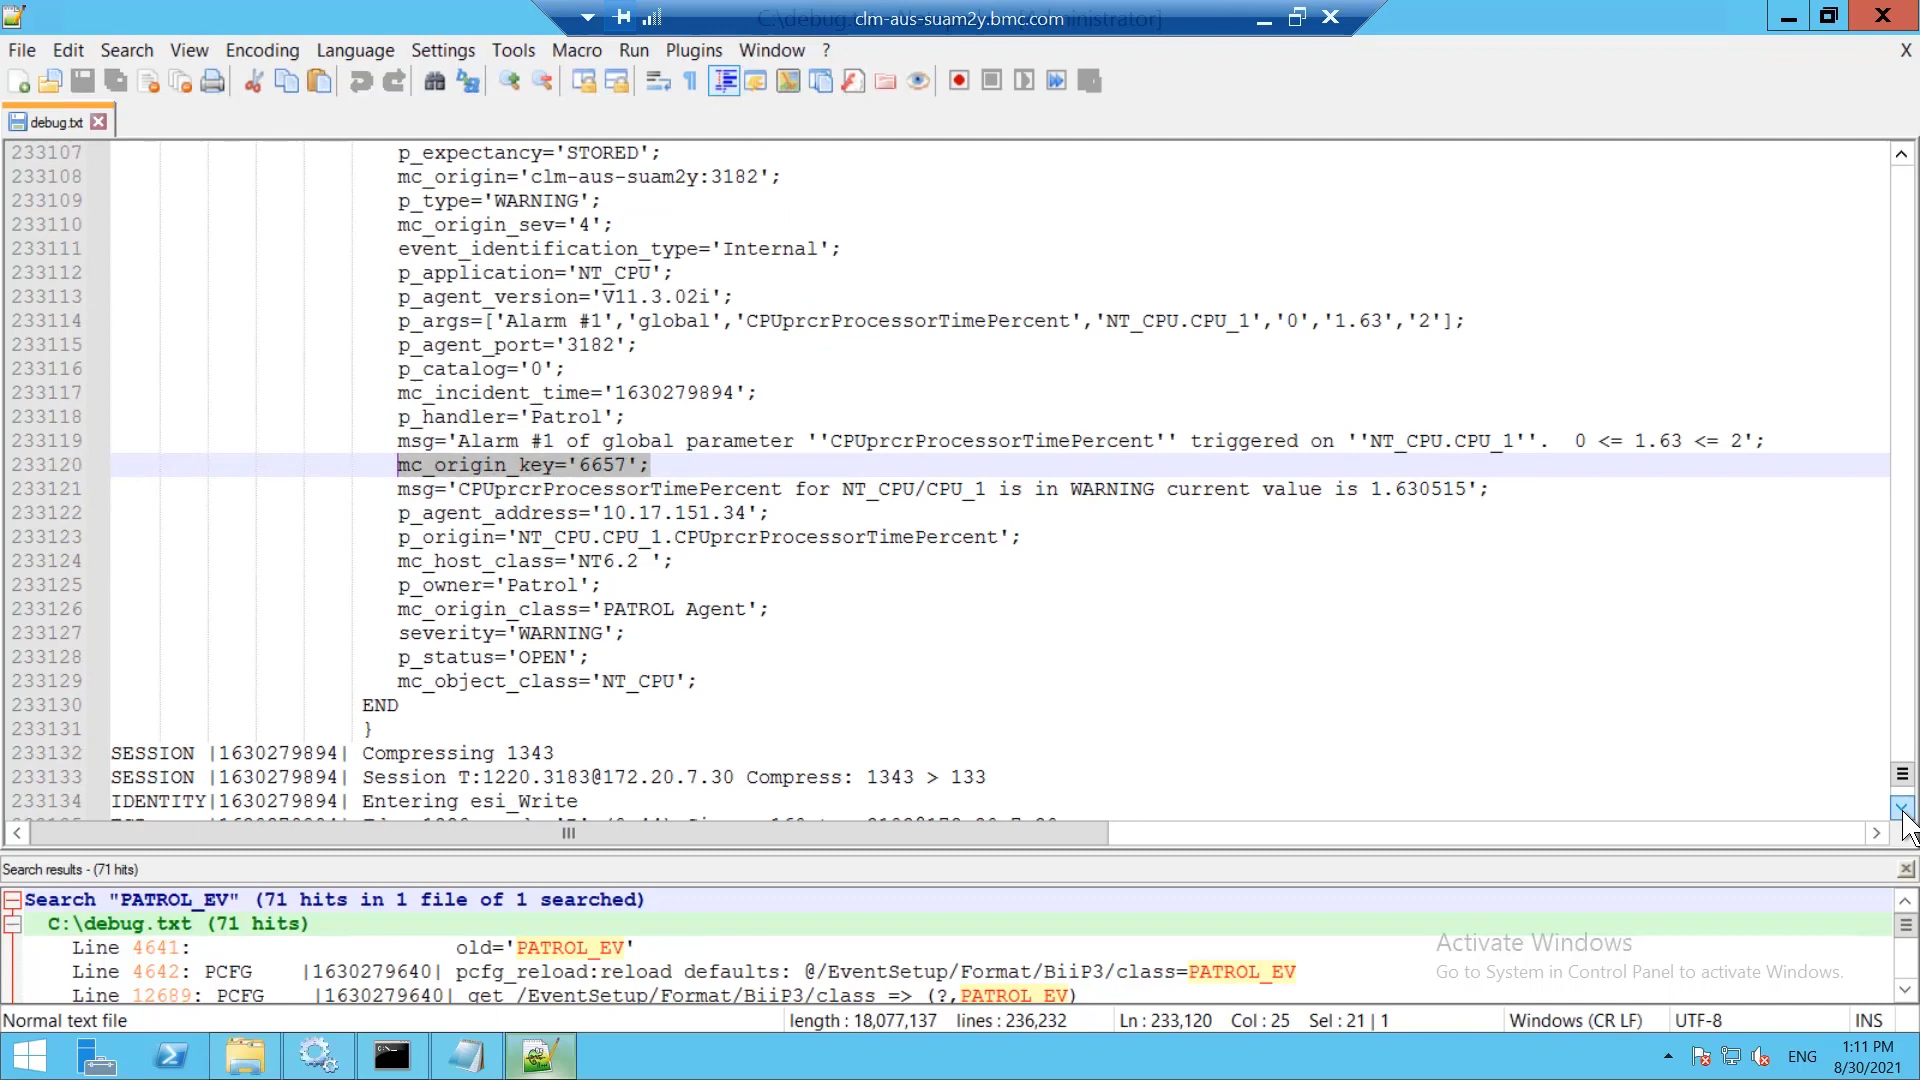 clm-aus-suam2y.bmc.com
File Edit Search View Encoding Language Settings Tools Macro Run Plugins Window ? X
debug.txt
233107 p_expectancy='STORED';
233108 mc_origin='clm-aus-suam2y:3182';
233109 p_type='WARNING';
233110 mc_origin_sev='4';
233111 event_identification_type='Internal';
233112 p_application='NT_CPU';
233113 p_agent_version='V11.3.02i';
233114 p_args=['Alarm #1','global','CPUprcrProcessorTimePercent','NT_CPU.CPU_1','0','1.63','2'];
233115 p_agent_port='3182';
233116 p_catalog='0';
233117 mc_incident_time='1630279894';
233118 p_handler='Patrol';
233119 msg='Alarm #1 of global parameter ''CPUprcrProcessorTimePercent'' triggered on ''NT_CPU.CPU_1''.  0 <= 1.63 <= 2';
233120 mc_origin_key='6657';
233121 msg='CPUprcrProcessorTimePercent for NT_CPU/CPU_1 is in WARNING current value is 1.630515';
233122 p_agent_address='10.17.151.34';
233123 p_origin='NT_CPU.CPU_1.CPUprcrProcessorTimePercent';
233124 mc_host_class='NT6.2 ';
233125 p_owner='Patrol';
233126 mc_origin_class='PATROL Agent';
233127 severity='WARNING';
233128 p_status='OPEN';
233129 mc_object_class='NT_CPU';
233130 END
233131 }
233132 SESSION |1630279894| Compressing 1343
233133 SESSION |1630279894| Session T:1220.3183@172.20.7.30 Compress: 1343 > 133
233134 IDENTITY|1630279894| Entering esi_Write
Search results - (71 hits)
Search "PATROL_EV" (71 hits in 1 file of 1 searched)
C:\debug.txt (71 hits)
Line 4641: old='PATROL_EV'
Line 4642: PCFG |1630279640| pcfg_reload:reload defaults: @/EventSetup/Format/BiiP3/class=PATROL_EV
Line 12689: PCFG |1630279640| get /EventSetup/Format/BiiP3/class => (?,PATROL_EV)
Activate Windows
Go to System in Control Panel to activate Windows.
Normal text file length : 18,077,137 lines : 236,232 Ln : 233,120 Col : 25 Sel : 21 | 1 Windows (CR LF) UTF-8 INS
ENG 1:11 PM
8/30/2021